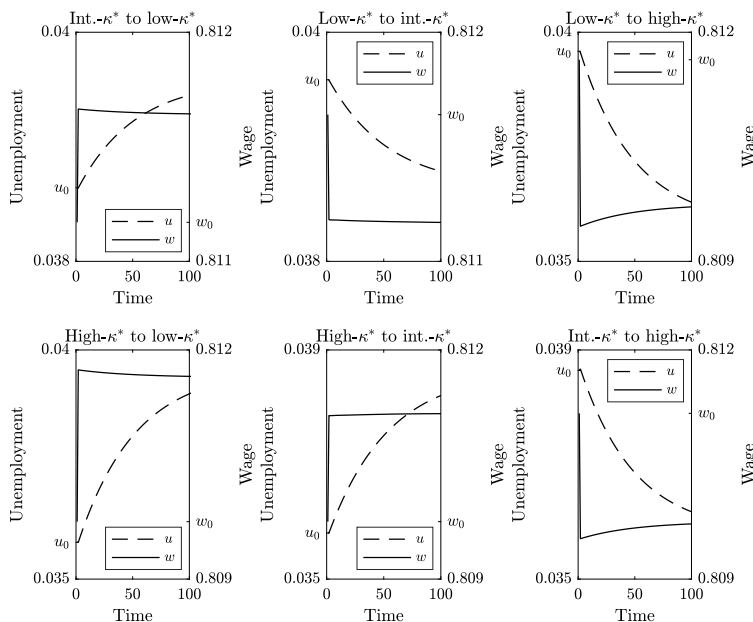 Int.-κ* to low-κ*
0.04
0.812
Unemployment
Wage
u₀
w₀
u
w
0.038
0.811
0
50
100
Time
Low-κ* to int.-κ*
0.04
0.812
Unemployment
Wage
u₀
w₀
u
w
0.038
0.811
0
50
100
Time
Low-κ* to high-κ*
0.04
0.812
Unemployment
Wage
u₀
w₀
u
w
0.035
0.809
0
50
100
Time
High-κ* to low-κ*
0.04
0.812
Unemployment
Wage
u₀
w₀
u
w
0.035
0.809
0
50
100
Time
High-κ* to int.-κ*
0.039
0.812
Unemployment
Wage
u₀
w₀
u
w
0.035
0.809
0
50
100
Time
Int.-κ* to high-κ*
0.039
0.812
Unemployment
Wage
u₀
w₀
u
w
0.035
0.809
0
50
100
Time